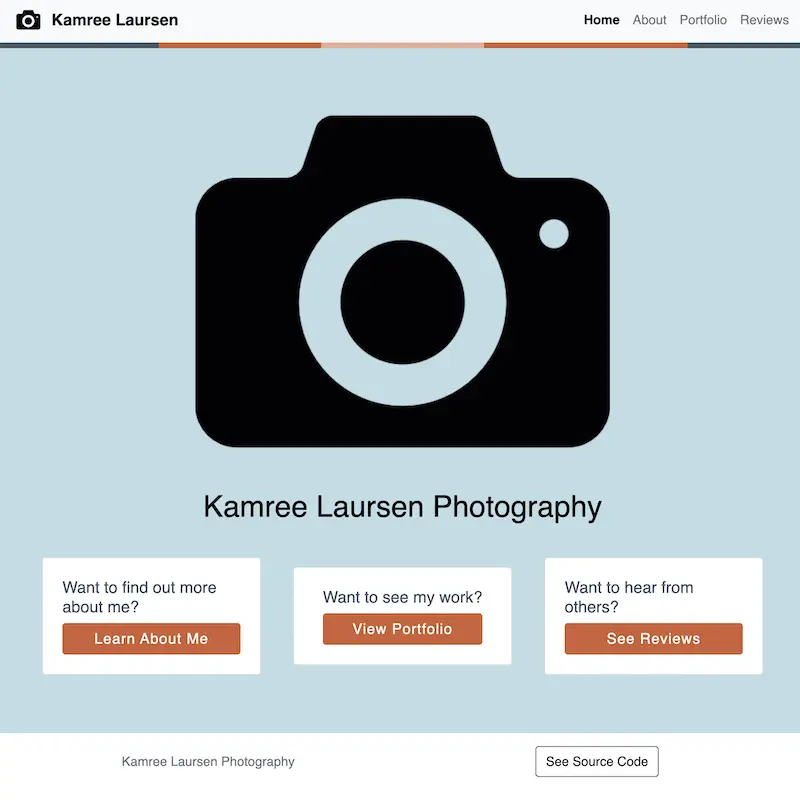 Kamree Laursen
Home About Portfolio Reviews
Kamree Laursen Photography
Want to find out more
about me?
Learn About Me
Want to see my work?
View Portfolio
Want to hear from
others?
See Reviews
Kamree Laursen Photography
See Source Code